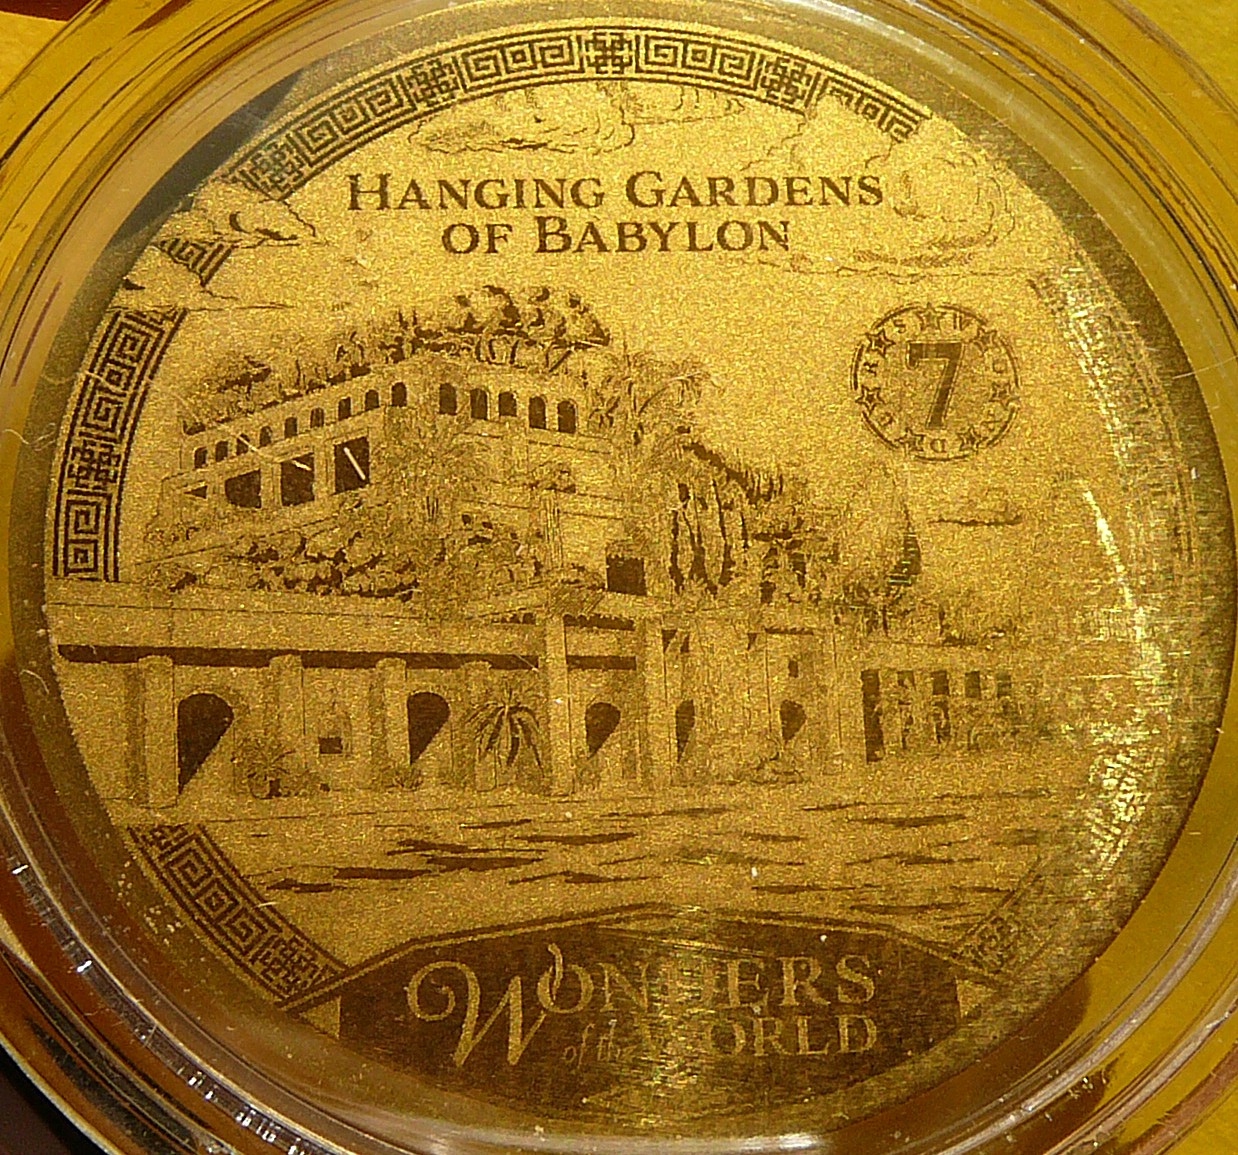 HANGING GARDENS
OF BABYLON
7
WONDERS
of the WORLD